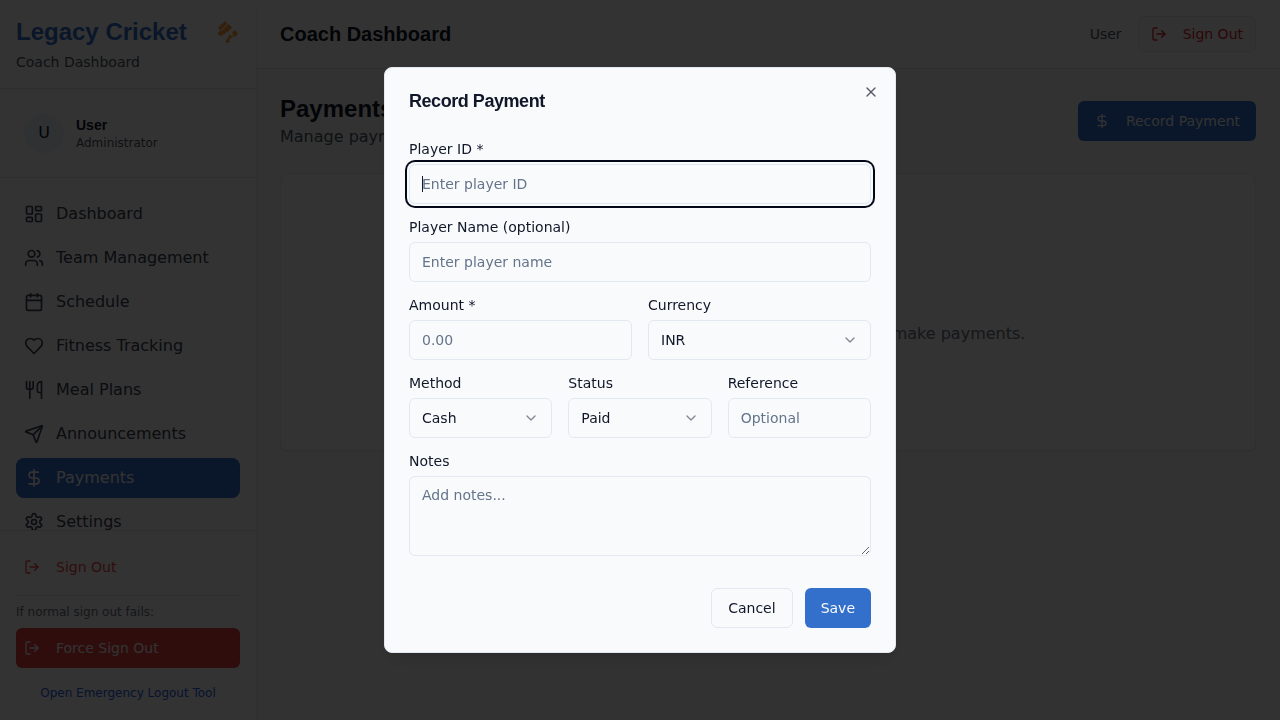 Legacy Cricket
Coach Dashboard
U
User
Administrator
Dashboard
Team Management
Schedule
Fitness Tracking
Meal Plans
Announcements
Payments
Settings
Sign Out
If normal sign out fails:
Force Sign Out
Open Emergency Logout Tool
Coach Dashboard
User
Sign Out
Payments
Manage
Record Payment
make payments.
Record Payment
Player ID *
Enter player ID
Player Name (optional)
Enter player name
Amount *
Currency
0.00
INR
Method
Status
Reference
Cash
Paid
Optional
Notes
Add notes...
Cancel
Save